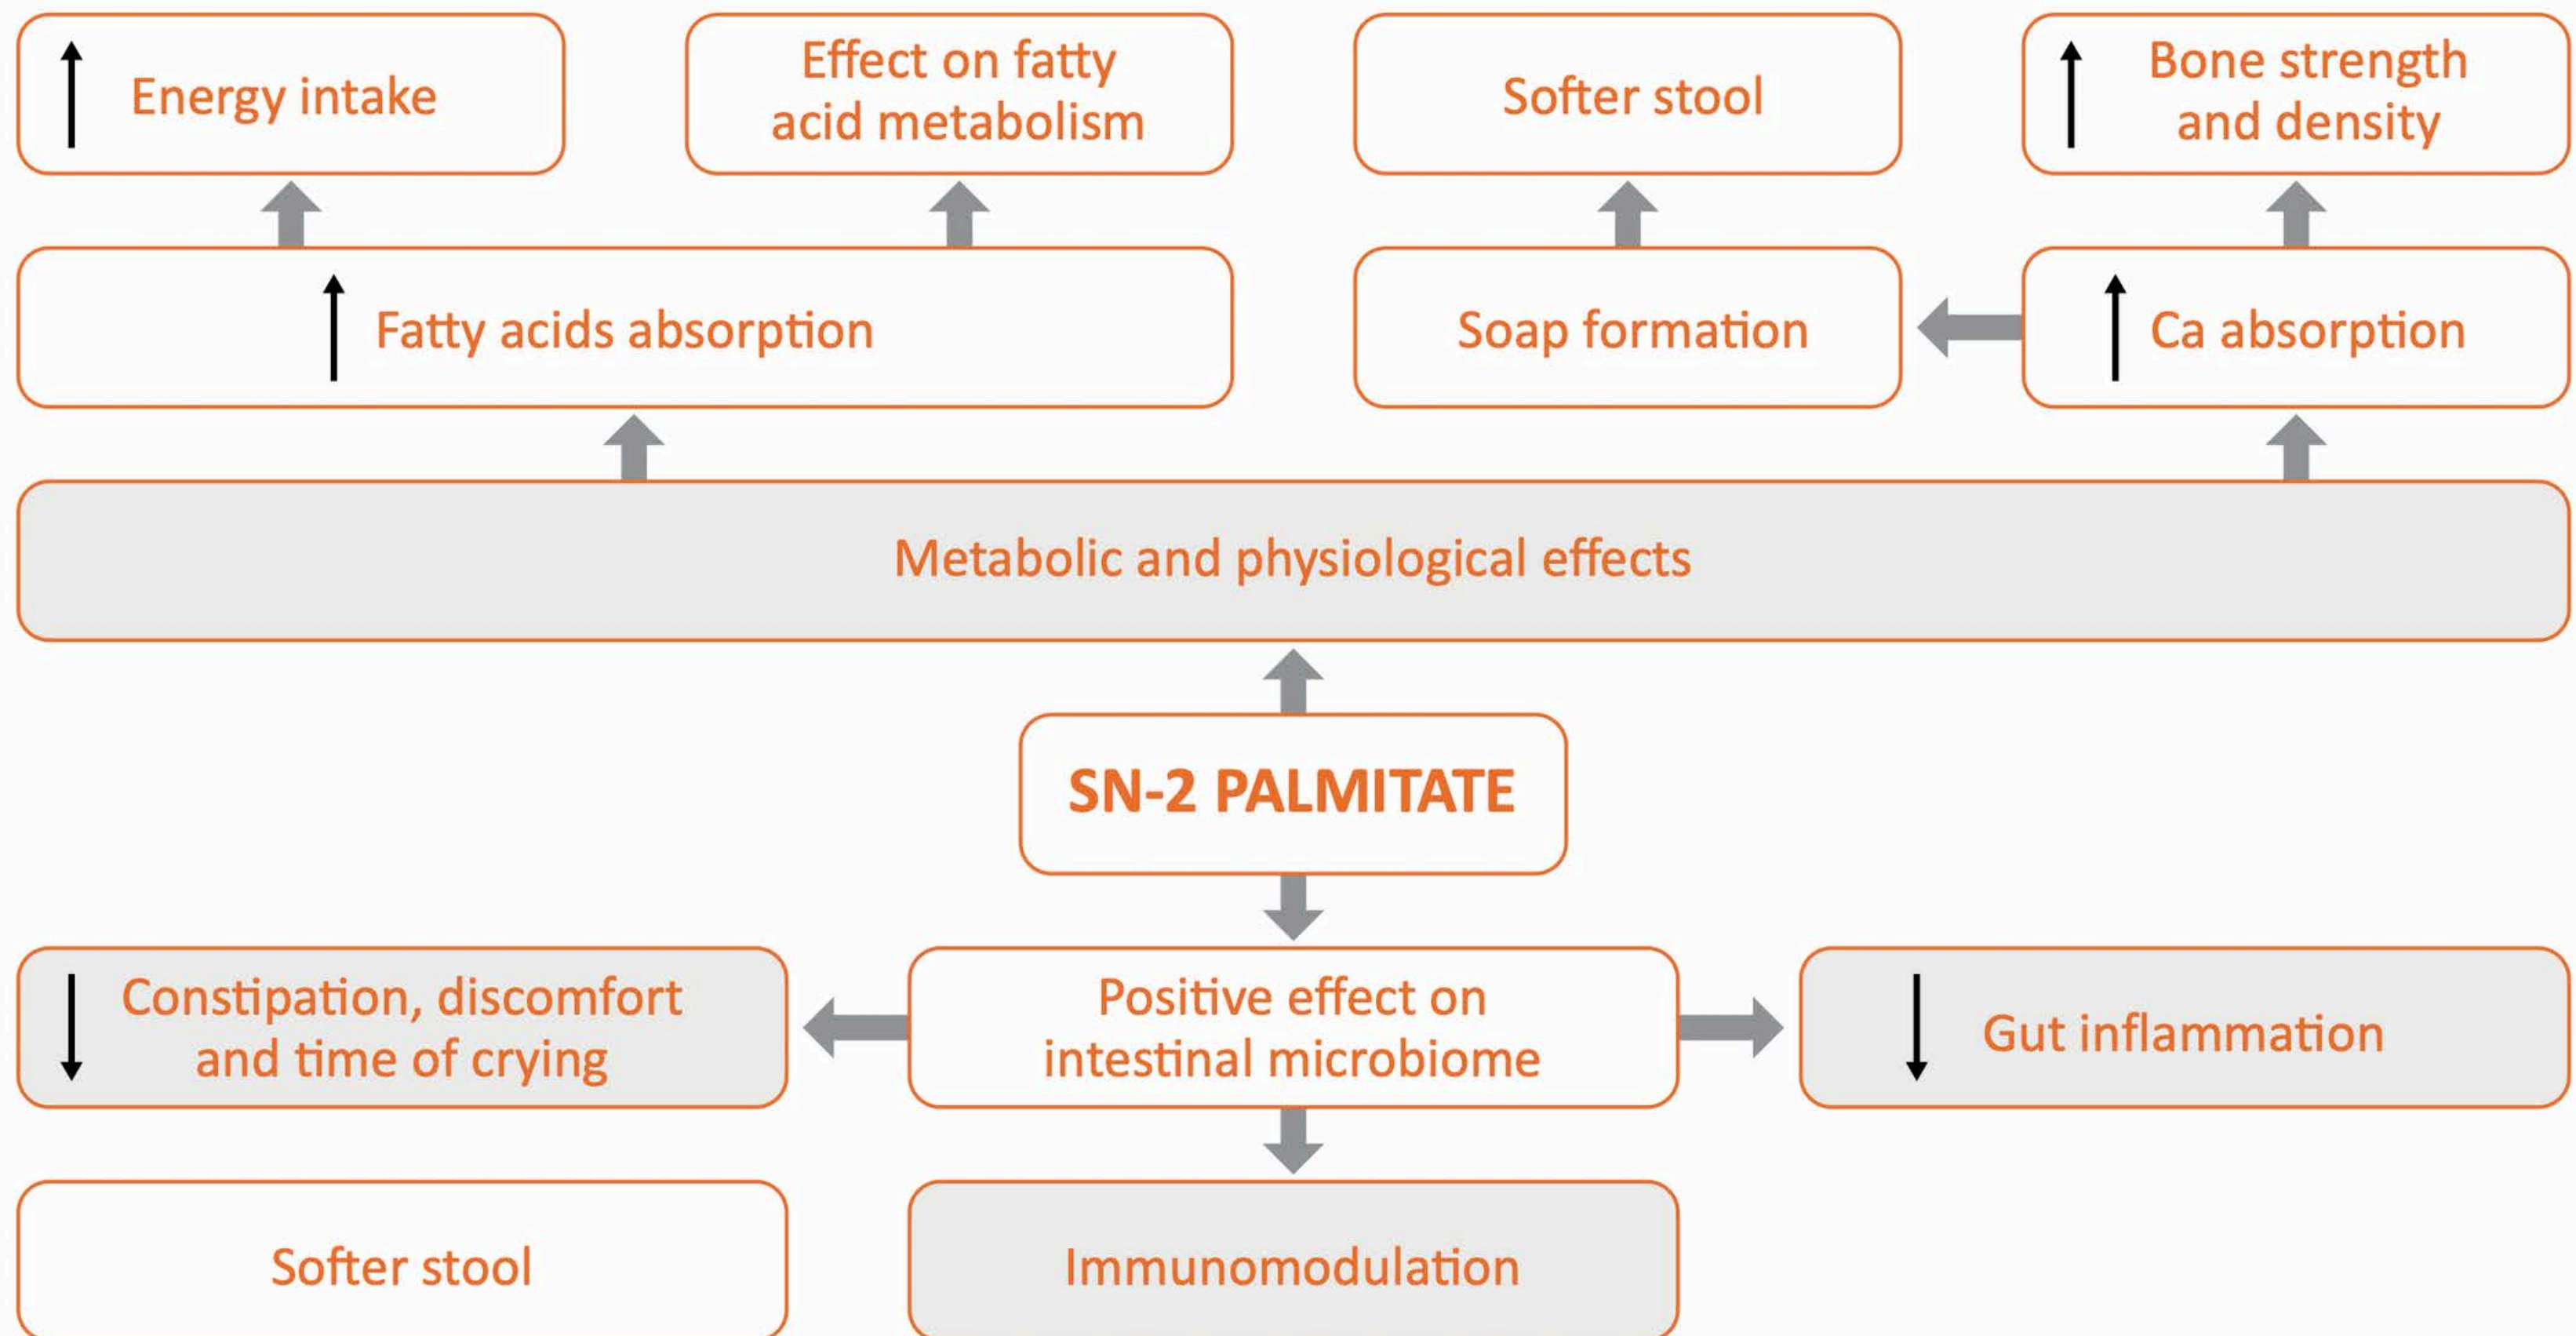 Energy intake
Effect on fatty
acid metabolism
Softer stool
Bone strength
and density
Fatty acids absorption
Soap formation
Ca absorption
Metabolic and physiological effects
SN-2 PALMITATE
Constipation, discomfort
and time of crying
Positive effect on
intestinal microbiome
Gut inflammation
Softer stool
Immunomodulation